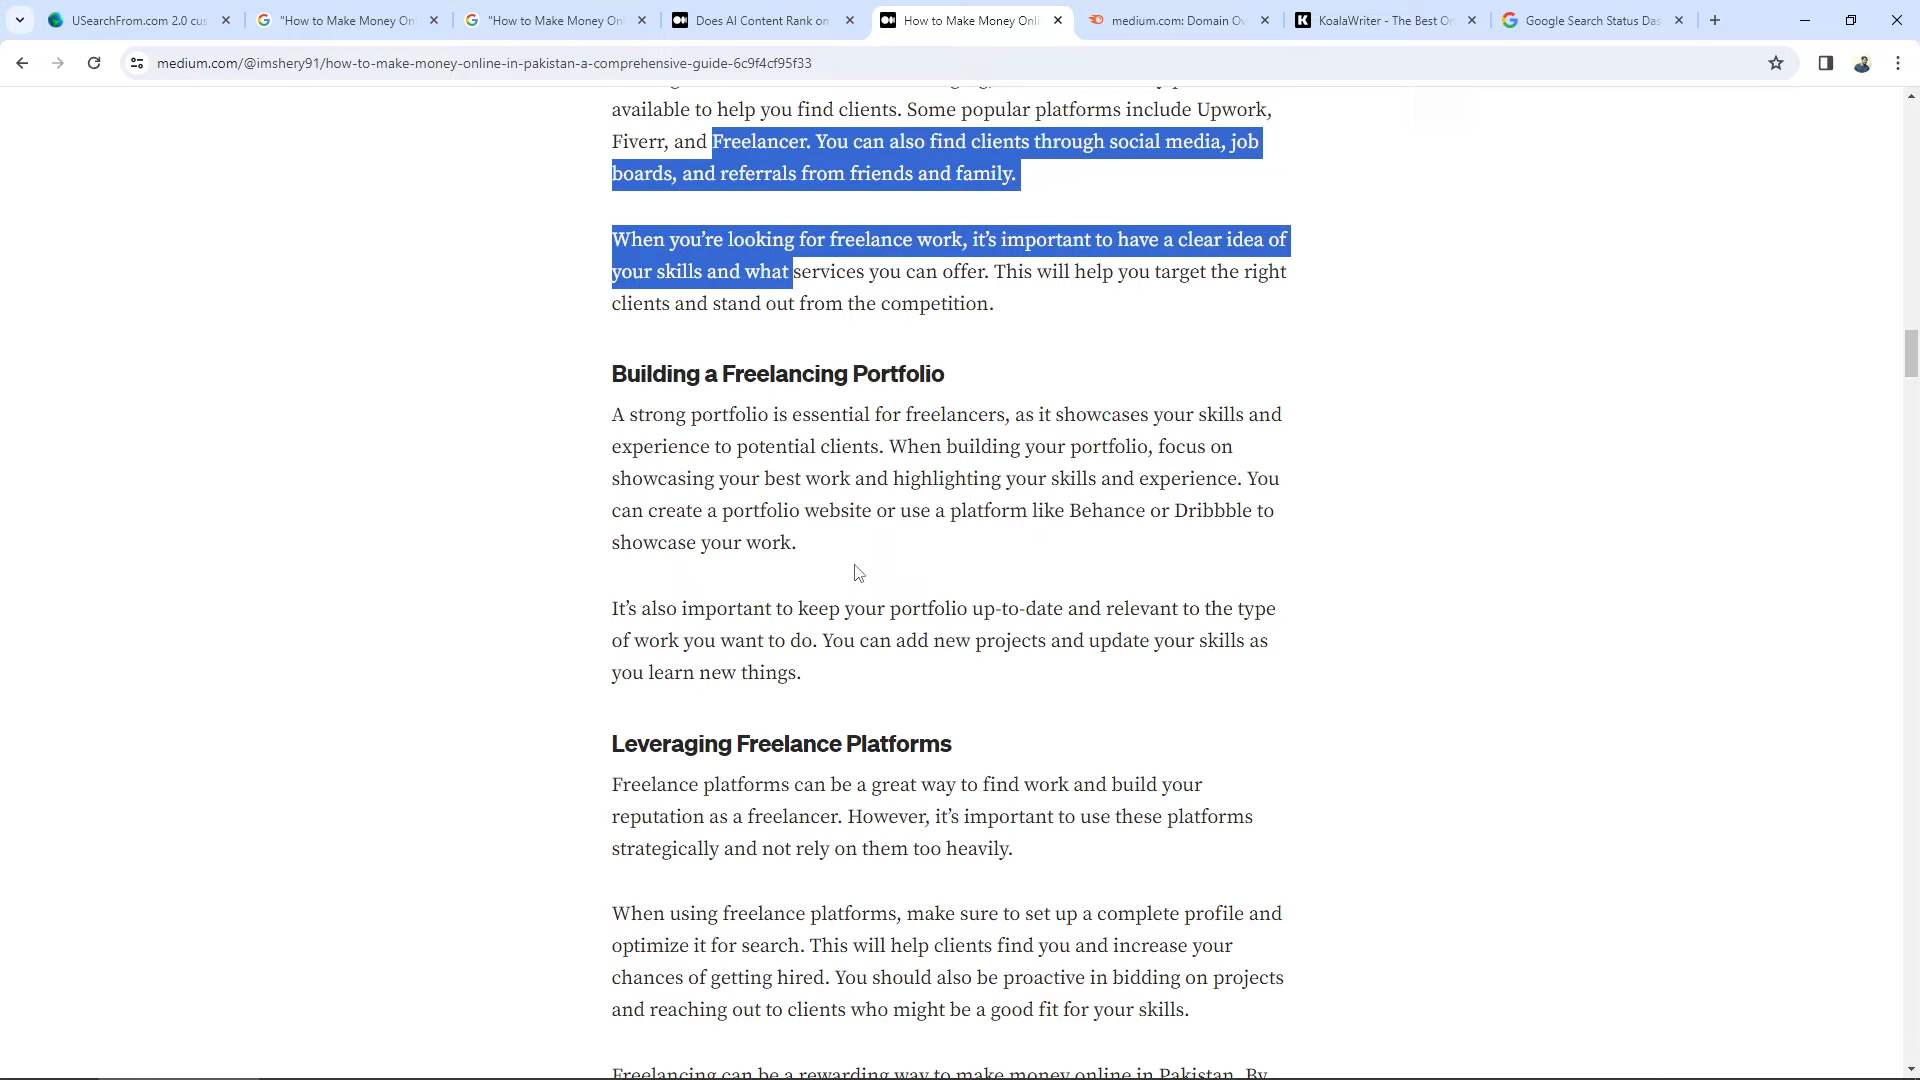 USearchFrom.com 2.0 cus
"How to Make Money On
"How to Make Money On
Does AI Content Rank on
How to Make Money Onli
medium.com: Domain Ov
KoalaWriter - The Best On
Google Search Status Das
medium.com/@imshery91/how-to-make-money-online-in-pakistan-a-comprehensive-guide-6c9f4cf95f33
available to help you find clients. Some popular platforms include Upwork,
Fiverr, and Freelancer. You can also find clients through social media, job
boards, and referrals from friends and family.
When you’re looking for freelance work, it’s important to have a clear idea of
your skills and what services you can offer. This will help you target the right
clients and stand out from the competition.
Building a Freelancing Portfolio
A strong portfolio is essential for freelancers, as it showcases your skills and
experience to potential clients. When building your portfolio, focus on
showcasing your best work and highlighting your skills and experience. You
can create a portfolio website or use a platform like Behance or Dribbble to
showcase your work.
It’s also important to keep your portfolio up-to-date and relevant to the type
of work you want to do. You can add new projects and update your skills as
you learn new things.
Leveraging Freelance Platforms
Freelance platforms can be a great way to find work and build your
reputation as a freelancer. However, it’s important to use these platforms
strategically and not rely on them too heavily.
When using freelance platforms, make sure to set up a complete profile and
optimize it for search. This will help clients find you and increase your
chances of getting hired. You should also be proactive in bidding on projects
and reaching out to clients who might be a good fit for your skills.
Freelancing can be a rewarding way to make money online in Pakistan. By